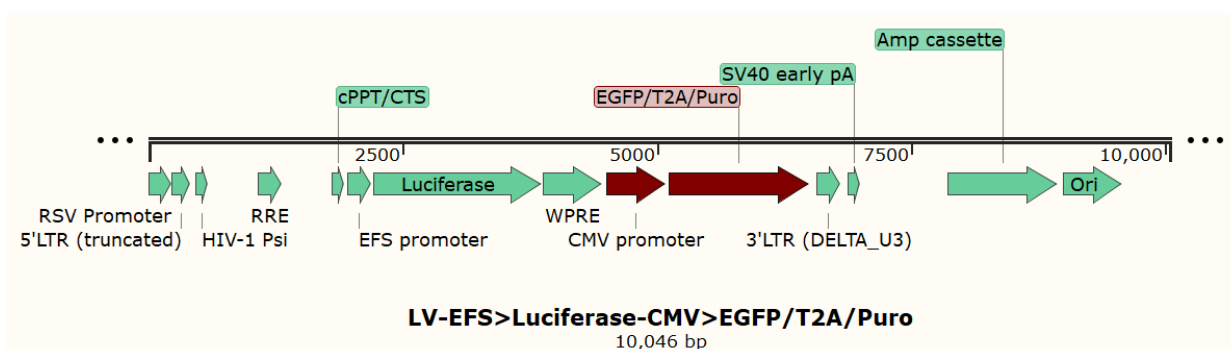 Amp cassette
SV40 early pA
cPPT/CTS EGFP/T2A/Puro
2500 5000 7500 10,000
Luciferase Ori
RSV Promoter RRE WPRE
5'LTR (truncated) HIV-1 Psi EFS promoter CMV promoter 3'LTR (DELTA_U3)
LV-EFS>Luciferase-CMV>EGFP/T2A/Puro
10,046 bp